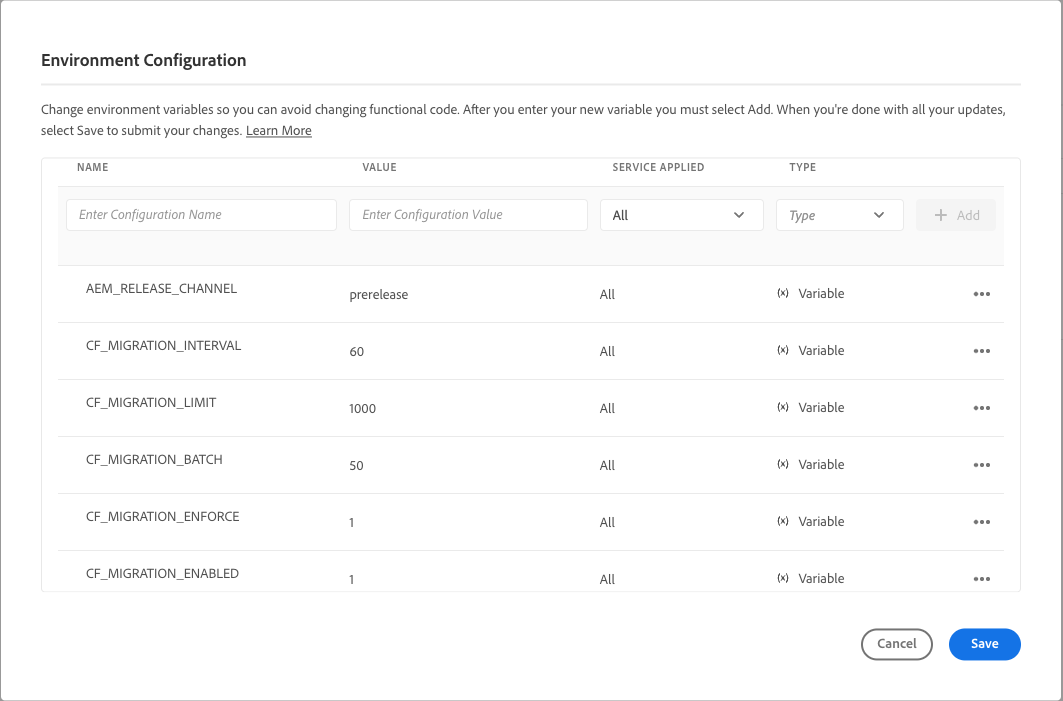 Environment Configuration
Change environment variables so you can avoid changing functional code. After you enter your new variable you must select Add. When you're done with all your updates,
select Save to submit your changes. Learn More
NAME VALUE SERVICE APPLIED TYPE
Enter Configuration Name Enter Configuration Value All Type + Add
AEM_RELEASE_CHANNEL prerelease All (x) Variable
CF_MIGRATION_INTERVAL 60 All (x) Variable
CF_MIGRATION_LIMIT 1000 All (x) Variable
CF_MIGRATION_BATCH 50 All (x) Variable
CF_MIGRATION_ENFORCE 1 All (x) Variable
CF_MIGRATION_ENABLED 1 All (x) Variable
Cancel Save